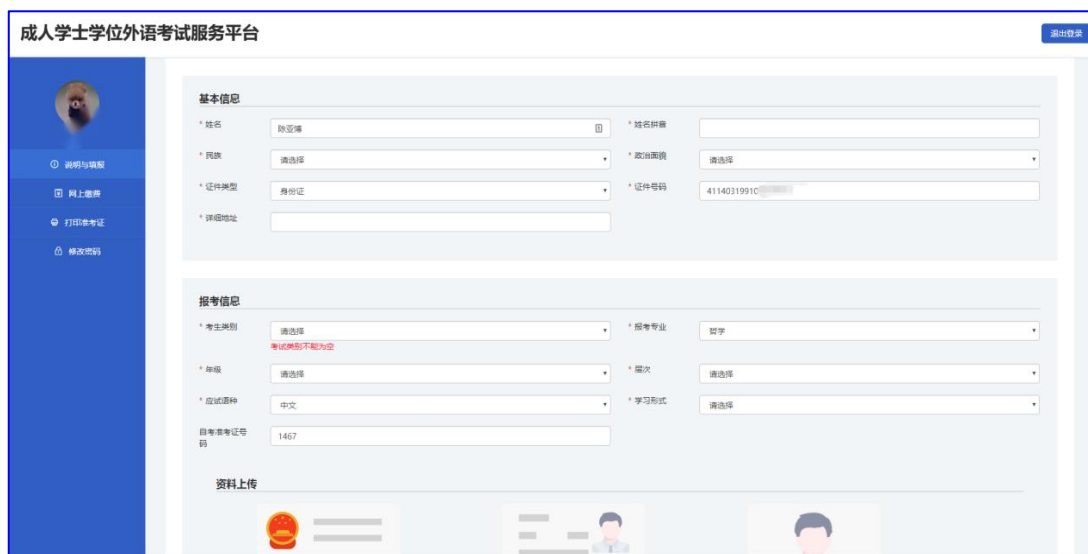 成人学士学位外语考试服务平台
退出登录
说明与填报
网上缴费
打印准考证
修改密码
基本信息
* 姓名 陈亚博 * 姓名拼音
* 民族 请选择 * 政治面貌 请选择
* 证件类型 身份证 * 证件号码 41140319910
* 详细地址
报考信息
* 考生类别 请选择 * 报考专业 哲学
考试类别不能为空
* 年级 请选择 * 层次 请选择
* 应试语种 中文 * 学习形式 请选择
自考准考证号
码 1467
资料上传